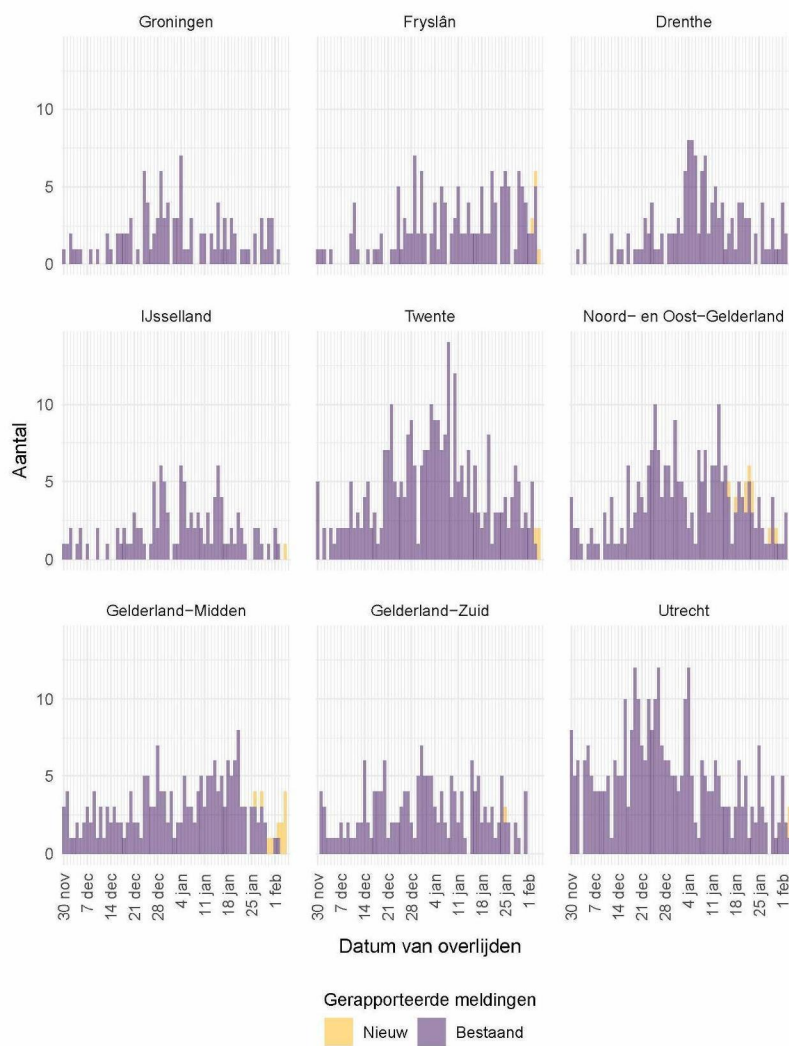 Groningen Fryslân Drenthe
10
5
0
IJsselland Twente Noord- en Oost-Gelderland
Aantal
10
5
0
Gelderland-Midden Gelderland-Zuid Utrecht
10
5
0
30 nov 7 dec 14 dec 21 dec 28 dec 4 jan 11 jan 18 jan 25 jan 1 feb 30 nov 7 dec 14 dec 21 dec 28 dec 4 jan 11 jan 18 jan 25 jan 1 feb 30 nov 7 dec 14 dec 21 dec 28 dec 4 jan 11 jan 18 jan 25 jan 1 feb
Datum van overlijden
Gerapporteerde meldingen
Nieuw Bestaand